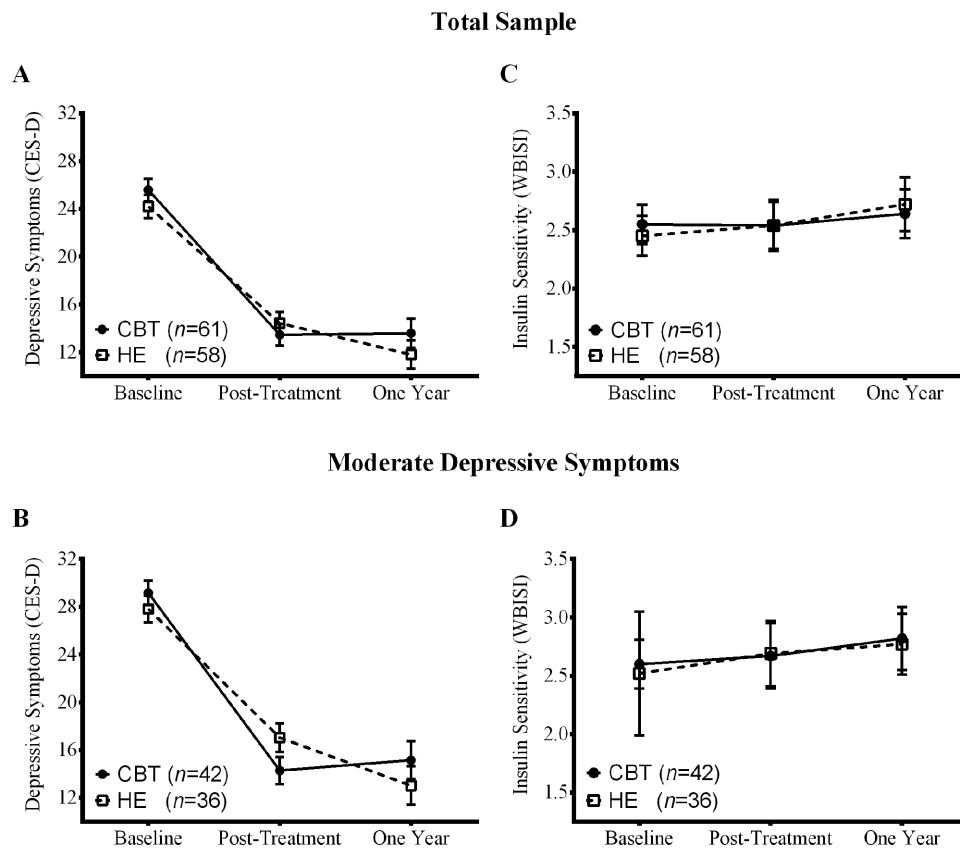 Total Sample
A
Depressive Symptoms (CES-D)
32
28
24
20
16
12
CBT (n=61)
HE (n=58)
Baseline Post-Treatment One Year
C
Insulin Sensitivity (WBISI)
3.5
3.0
2.5
2.0
1.5
CBT (n=61)
HE (n=58)
Baseline Post-Treatment One Year
Moderate Depressive Symptoms
B
Depressive Symptoms (CES-D)
32
28
24
20
16
12
CBT (n=42)
HE (n=36)
Baseline Post-Treatment One Year
D
Insulin Sensitivity (WBISI)
3.5
3.0
2.5
2.0
1.5
CBT (n=42)
HE (n=36)
Baseline Post-Treatment One Year